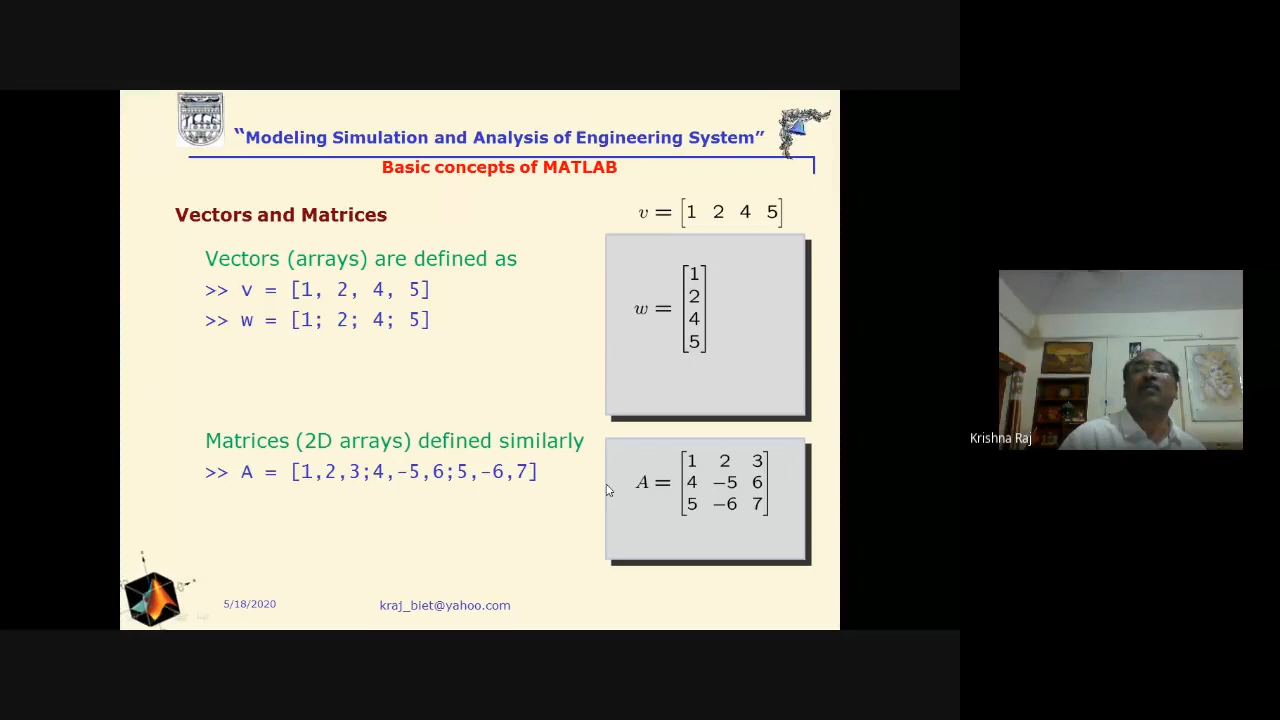 “Modeling Simulation and Analysis of Engineering System”
Basic concepts of MATLAB
Vectors and Matrices
Vectors (arrays) are defined as
>> v = [1, 2, 4, 5]
>> w = [1; 2; 4; 5]
v = [1 2 4 5]
w = [1
2
4
5]
Matrices (2D arrays) defined similarly
>> A = [1,2,3;4,-5,6;5,-6,7]
A = [1 2 3
4 −5 6
5 −6 7]
5/18/2020
kraj_biet@yahoo.com
Krishna Raj